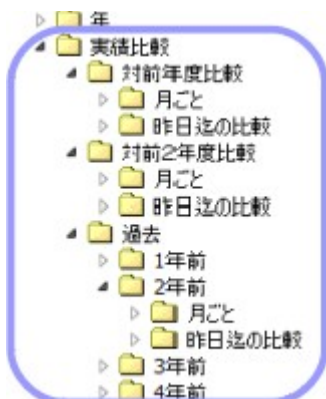 年
実績比較
対前年度比較
月ごと
昨日迄の比較
対前2年度比較
月ごと
昨日迄の比較
過去
1年前
2年前
月ごと
昨日迄の比較
3年前
4年前